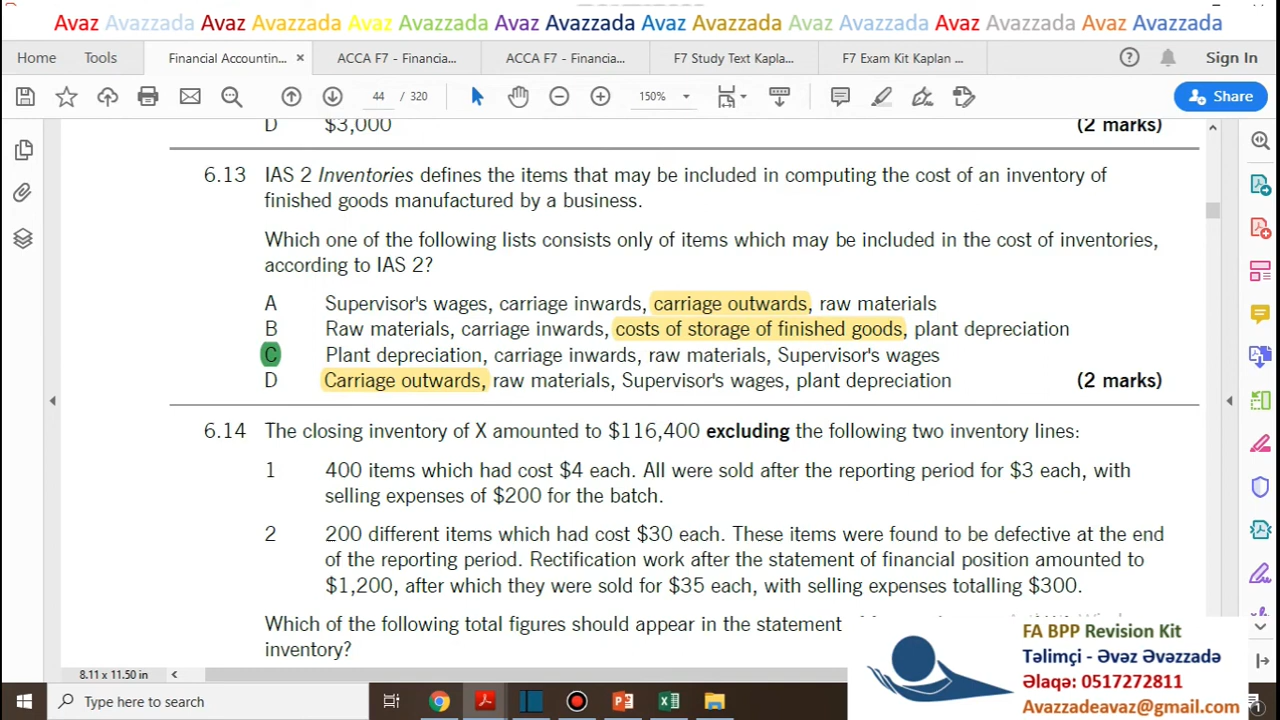 Avaz Avazzada Avaz Avazzada Avaz Avazzada Avaz Avazzada Avaz Avazzada Avaz Avazzada Avaz Avazzada Avaz Avazzada
Home Tools Financial Accountin... × ACCA F7 - Financia... ACCA F7 - Financia... F7 Study Text Kapla... F7 Exam Kit Kaplan ... Sign In
44 / 320 150% Share
D $3,000 (2 marks)
6.13 IAS 2 Inventories defines the items that may be included in computing the cost of an inventory of
finished goods manufactured by a business.
Which one of the following lists consists only of items which may be included in the cost of inventories,
according to IAS 2?
A Supervisor's wages, carriage inwards, carriage outwards, raw materials
B Raw materials, carriage inwards, costs of storage of finished goods, plant depreciation
C Plant depreciation, carriage inwards, raw materials, Supervisor's wages
D Carriage outwards, raw materials, Supervisor's wages, plant depreciation (2 marks)
6.14 The closing inventory of X amounted to $116,400 excluding the following two inventory lines:
1 400 items which had cost $4 each. All were sold after the reporting period for $3 each, with
selling expenses of $200 for the batch.
2 200 different items which had cost $30 each. These items were found to be defective at the end
of the reporting period. Rectification work after the statement of financial position amounted to
$1,200, after which they were sold for $35 each, with selling expenses totalling $300.
Which of the following total figures should appear in the statement
inventory?
8.11 x 11.50 in
FA BPP Revision Kit
Təlimçi - Əvəz Əvəzzadə
Əlaqə: 0517272811
Avazzadeavaz@gmail.com
Type here to search
1